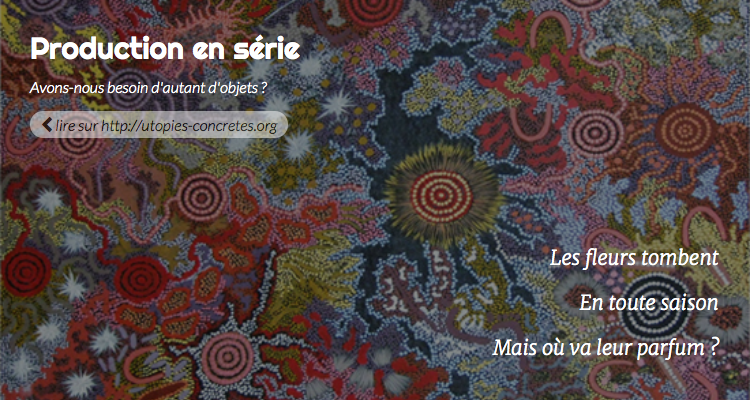 Production en série
Avons-nous besoin d'autant d'objets ?
lire sur http://utopies-concretes.org
Les fleurs tombent
En toute saison
Mais où va leur parfum ?